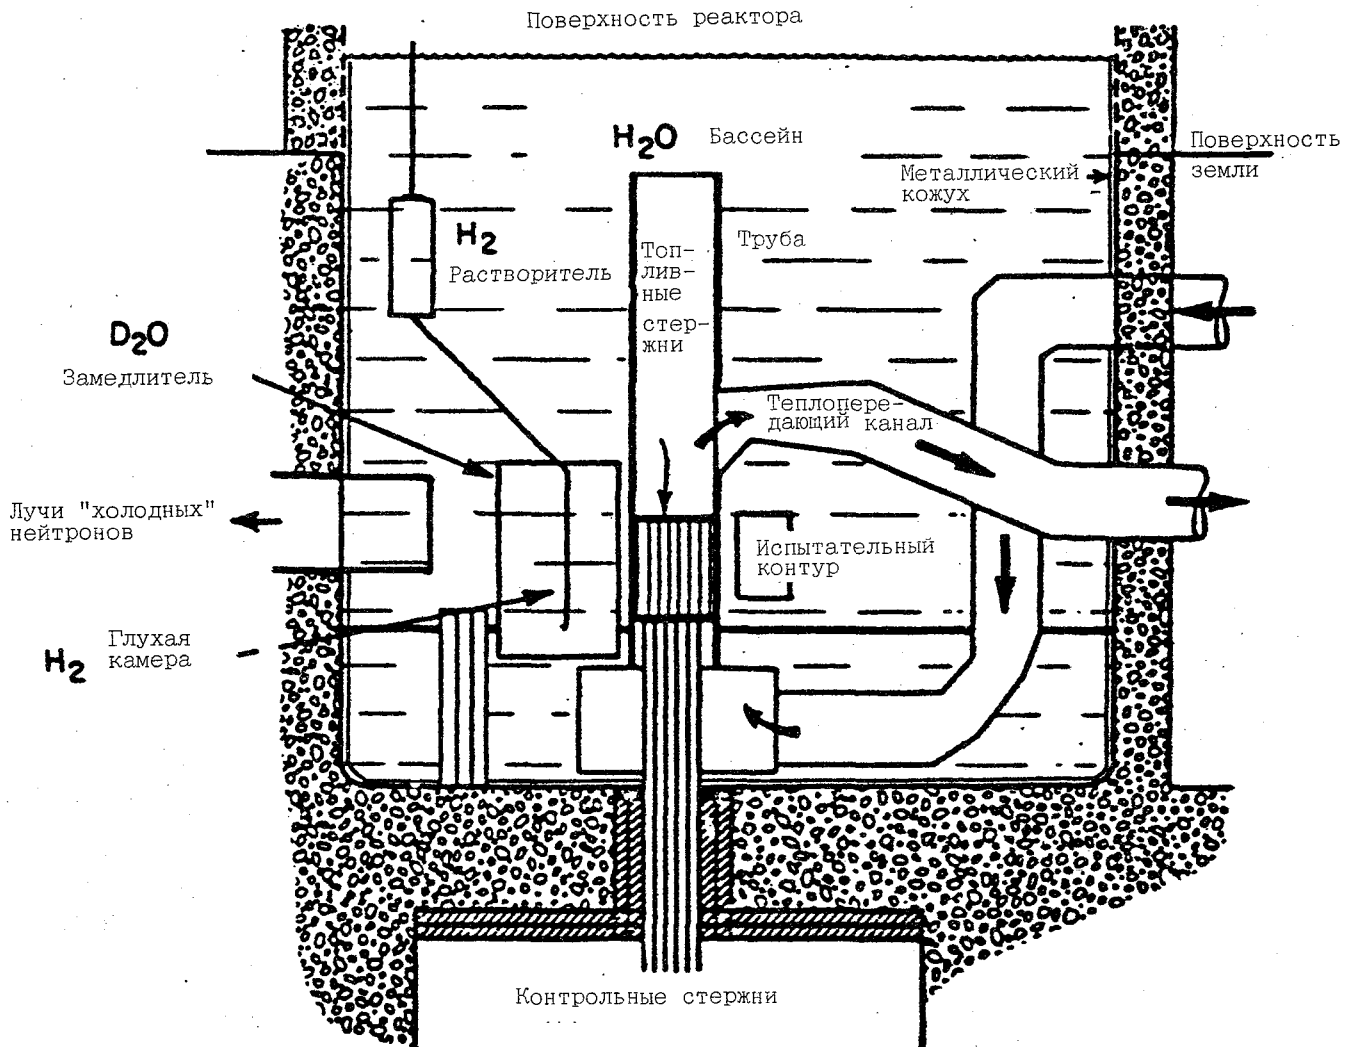 Поверхность реактора
H₂O Бассейн
Поверхность
земли
Металлический
кожух
H₂
Растворитель
Труба
Топ-
лив-
ные
стер-
жни
D₂O
Замедлитель
Теплопере-
дающий канал
Лучи "холодных"
нейтронов
Испытательный
контур
H₂
Глухая
камера
Контрольные стержни